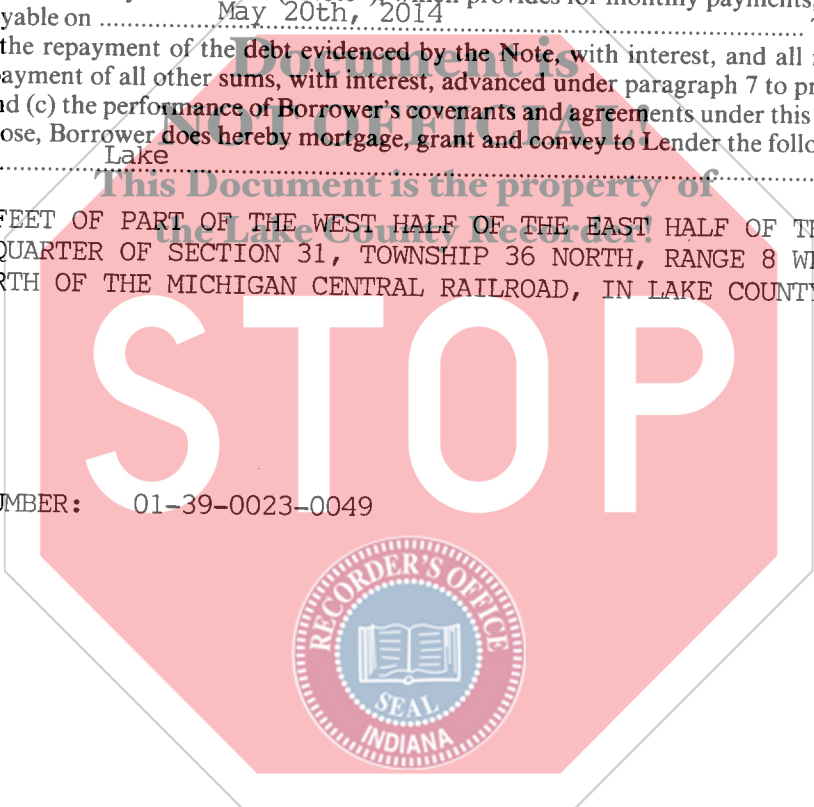 yable on May 20th, 2014
the repayment of the debt evidenced by the Note, with interest, and all
Document is
ayment of all other sums, with interest, advanced under paragraph 7 to pr
nd (c) the performance of Borrower's covenants and agreements under this
NOT OFFICIAL!
ose, Borrower does hereby mortgage, grant and convey to Lender the follo
Lake
This Document is the property of
FEET OF PART OF THE WEST HALF OF THE EAST HALF OF
the Lake County Recorder!
QUARTER OF SECTION 31, TOWNSHIP 36 NORTH, RANGE 8 WE
RTH OF THE MICHIGAN CENTRAL RAILROAD, IN LAKE COUNTY
STOP
UMBER: 01-39-0023-0049
RECORDER'S OFFICE
SEAL
INDIANA